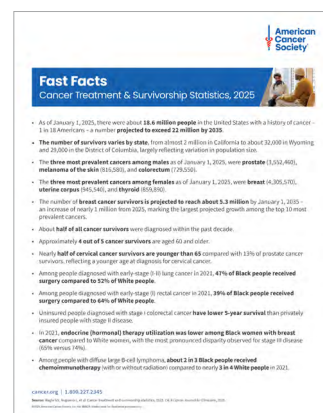 American
Cancer
Society®
Fast Facts
Cancer Treatment & Survivorship Statistics, 2025
• As of January 1, 2025, there were about 18.6 million people in the United States with a history of cancer –
1 in 18 Americans – a number projected to exceed 22 million by 2035.
• The number of survivors varies by state, from almost 2 million in California to about 32,000 in Wyoming
and 29,000 in the District of Columbia, largely reflecting variation in population size.
• The three most prevalent cancers among males as of January 1, 2025, were prostate (3,552,460),
melanoma of the skin (816,580), and colorectum (729,550).
• The three most prevalent cancers among females as of January 1, 2025, were breast (4,305,570),
uterine corpus (945,540), and thyroid (859,890).
• The number of breast cancer survivors is projected to reach about 5.3 million by January 1, 2035 -
an increase of nearly 1 million from 2025, marking the largest projected growth among the top 10 most
prevalent cancers.
• About half of all cancer survivors were diagnosed within the past decade.
• Approximately 4 out of 5 cancer survivors are aged 60 and older.
• Nearly half of cervical cancer survivors are younger than 65 compared with 13% of prostate cancer
survivors, reflecting a younger age at diagnosis for cervical cancer.
• Among people diagnosed with early-stage (I-II) lung cancer in 2021, 47% of Black people received
surgery compared to 52% of White people.
• Among people diagnosed with early-stage (I) rectal cancer in 2021, 39% of Black people received
surgery compared to 64% of White people.
• Uninsured people diagnosed with stage I colorectal cancer have lower 5-year survival than privately
insured people with stage II disease.
• In 2021, endocrine (hormonal) therapy utilization was lower among Black women with breast
cancer compared to White women, with the most pronounced disparity observed for stage III
(65% versus 74%).
• Among people with diffuse large B-cell lymphoma, about 2 in 3 Black people received
chemoimmunotherapy (with or without radiation) compared to nearly 3 in 4 White people in 2021.
cancer.org | 1.800.227.2345